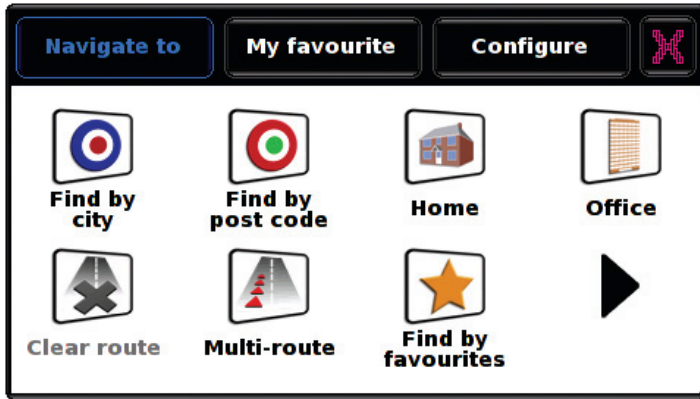 Navigate to
My favourite
Configure
Find by
city
Find by
post code
Home
Office
Clear route
Multi-route
Find by
favourites